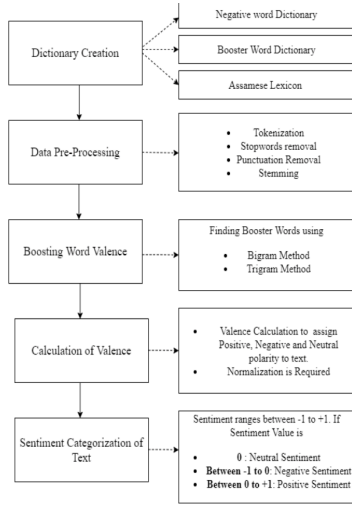 Negative word Dictionary
Dictionary Creation
Booster Word Dictionary
Assamese Lexicon
Data Pre-Processing
• Tokenization
• Stopwords removal
• Punctuation Removal
• Stemming
Boosting Word Valence
Finding Booster Words using
• Bigram Method
• Trigram Method
Calculation of Valence
• Valence Calculation to assign
Positive, Negative and Neutral
polarity to text.
• Normalization is Required
Sentiment Categorization of
Text
Sentiment ranges between -1 to +1. If
Sentiment Value is
• 0 : Neutral Sentiment
• Between -1 to 0: Negative Sentiment
• Between 0 to +1: Positive Sentiment